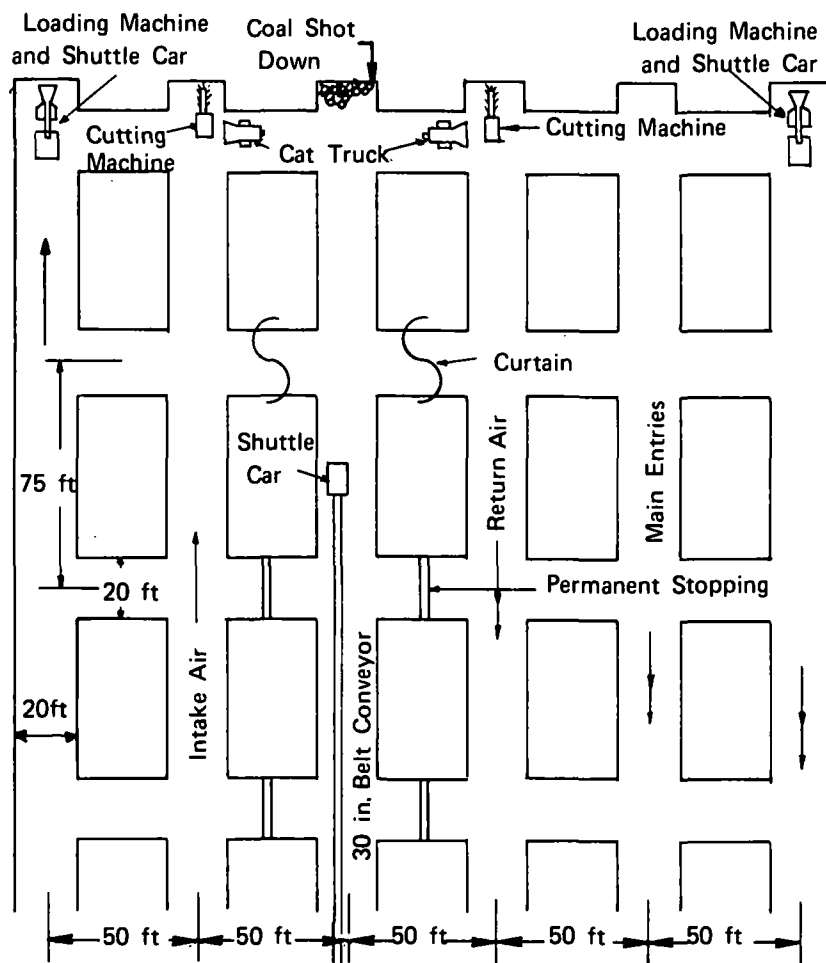 Loading Machine
and Shuttle Car
Coal Shot
Down
Loading Machine
and Shuttle Car
Cutting
Machine
Cat Truck
Cutting Machine
Curtain
Shuttle
Car
75 ft
Return Air
Main Entries
20 ft
Permanent Stopping
Intake Air
20ft
30 in. Belt Conveyor
50 ft
50 ft
50 ft
50 ft
50 ft